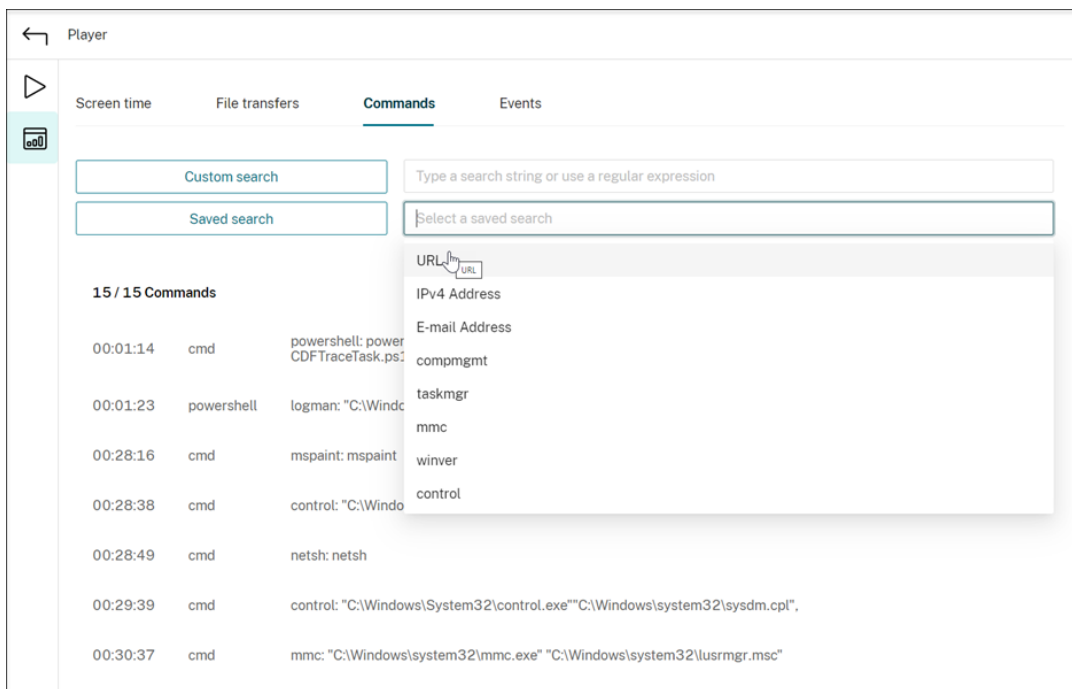 Player
Screen time File transfers Commands Events
Custom search Type a search string or use a regular expression
Saved search Select a saved search
URL
URL
IPv4 Address
15 / 15 Commands
E-mail Address
00:01:14 cmd powershell: power
CDFTraceTask.ps1
compmgmt
taskmgr
00:01:23 powershell logman: "C:\Windo
mmc
00:28:16 cmd mspaint: mspaint
winver
control
00:28:38 cmd control: "C:\Windo
00:28:49 cmd netsh: netsh
00:29:39 cmd control: "C:\Windows\System32\control.exe""C:\Windows\system32\sysdm.cpl",
00:30:37 cmd mmc: "C:\Windows\system32\mmc.exe" "C:\Windows\system32\lusrmgr.msc"